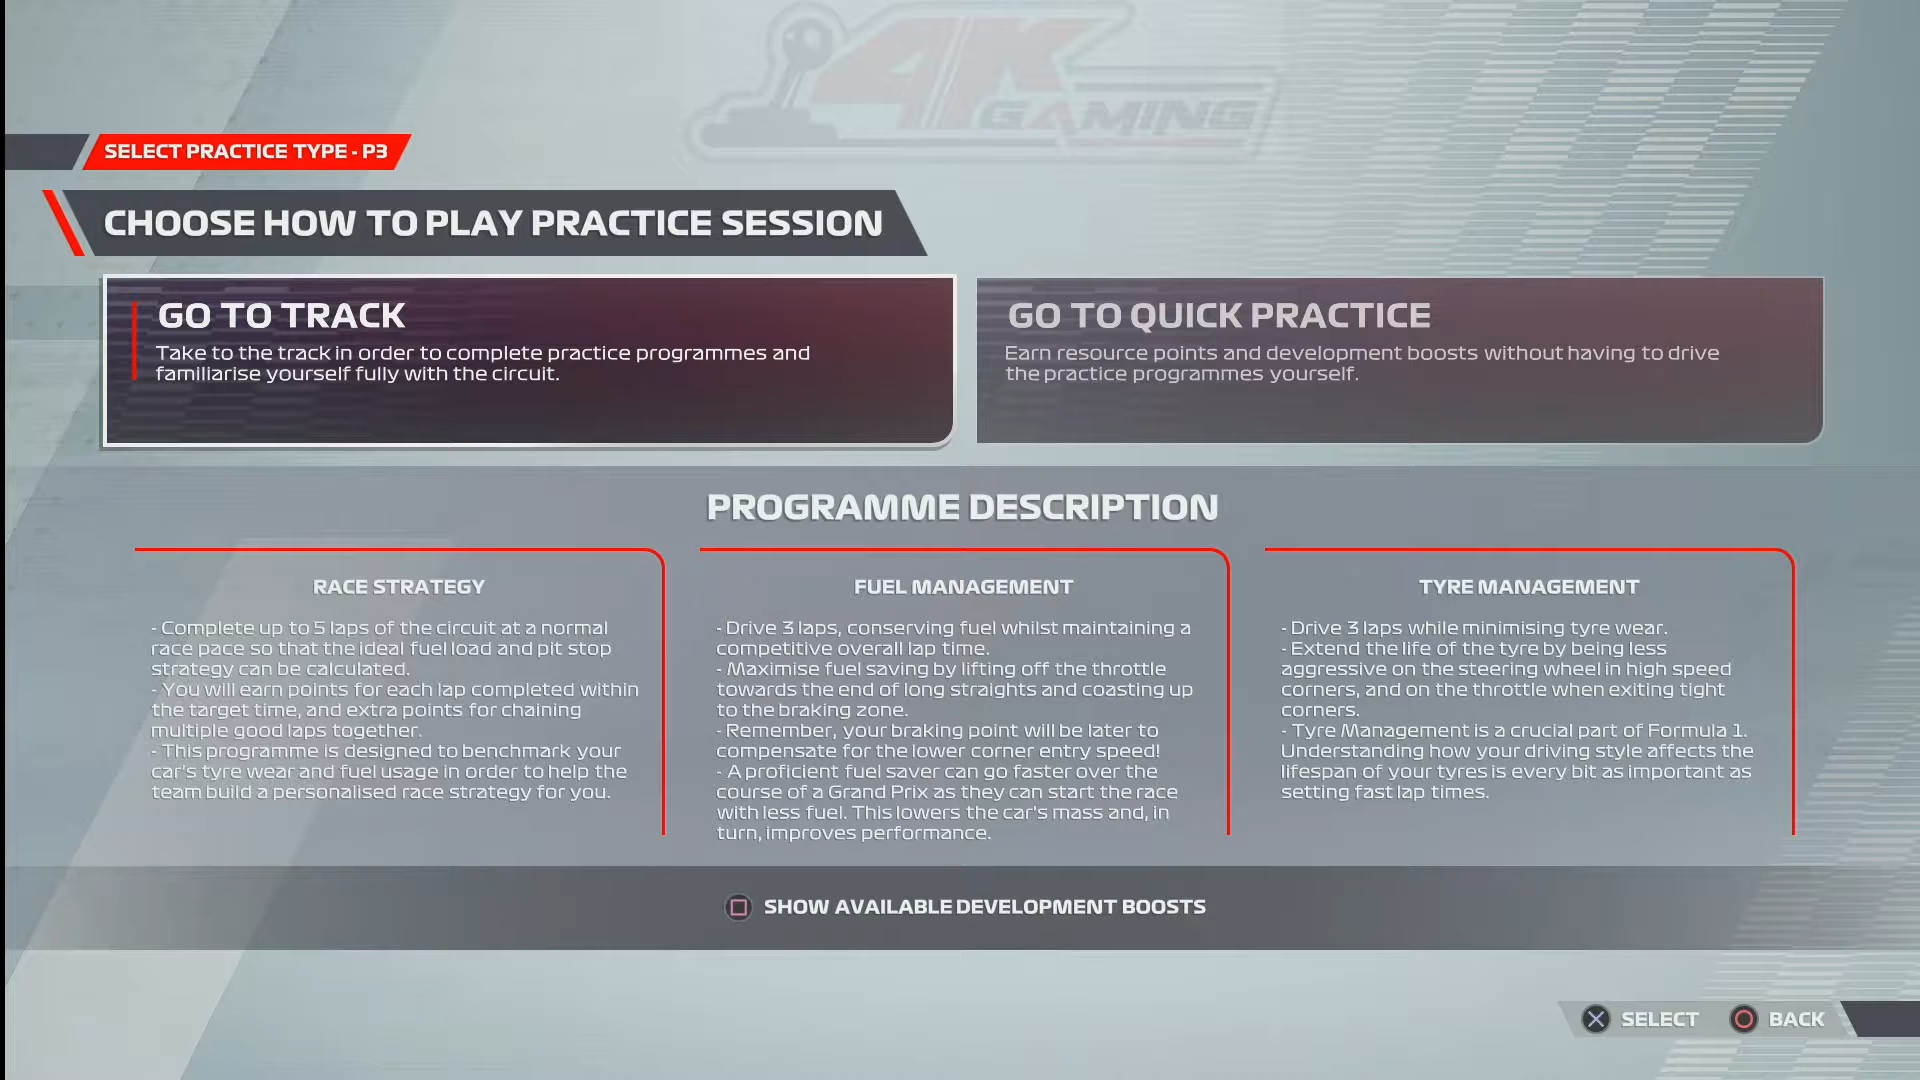 4K
GAMING
SELECT PRACTICE TYPE - P3
CHOOSE HOW TO PLAY PRACTICE SESSION
GO TO TRACK
Take to the track in order to complete practice programmes and
familiarise yourself fully with the circuit.
GO TO QUICK PRACTICE
Earn resource points and development boosts without having to drive
the practice programmes yourself.
PROGRAMME DESCRIPTION
RACE STRATEGY
- Complete up to 5 laps of the circuit at a normal
race pace so that the ideal fuel load and pit stop
strategy can be calculated.
- You will earn points for each lap completed within
the target time, and extra points for chaining
multiple good laps together.
- This programme is designed to benchmark your
car's tyre wear and fuel usage in order to help the
team build a personalised race strategy for you.
FUEL MANAGEMENT
- Drive 3 laps, conserving fuel whilst maintaining a
competitive overall lap time.
- Maximise fuel saving by lifting off the throttle
towards the end of long straights and coasting up
to the braking zone.
- Remember, your braking point will be later to
compensate for the lower corner entry speed!
- A proficient fuel saver can go faster over the
course of a Grand Prix as they can start the race
with less fuel. This lowers the car's mass and, in
turn, improves performance.
TYRE MANAGEMENT
- Drive 3 laps while minimising tyre wear.
- Extend the life of the tyre by being less
aggressive on the steering wheel in high speed
corners, and on the throttle when exiting tight
corners.
- Tyre Management is a crucial part of Formula 1.
Understanding how your driving style affects the
lifespan of your tyres is every bit as important as
setting fast lap times.
SHOW AVAILABLE DEVELOPMENT BOOSTS
SELECT
BACK